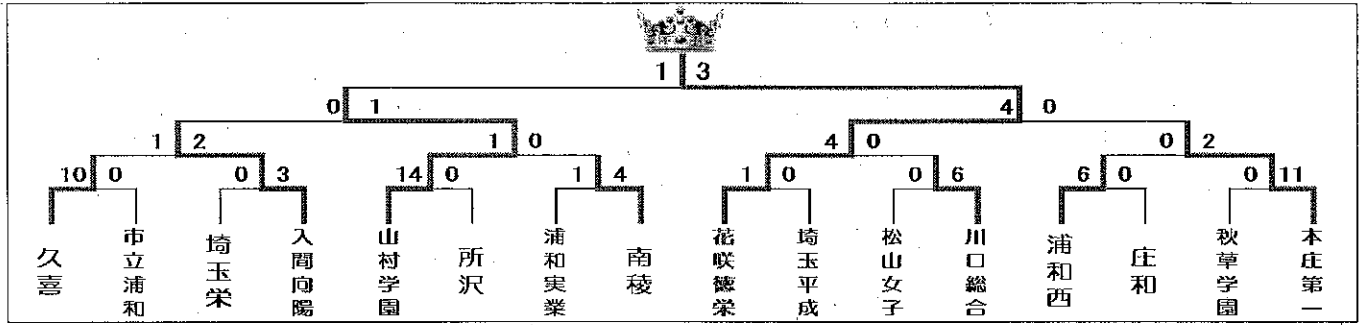 1 3
0 1 4 0
1 2 1 0 4 0 0 2
10 0 0 3 14 0 1 4 1 0 0 6 6 0 0 11
久喜
市立浦和
埼玉栄
入間向陽
山村学園
所沢
浦和実業
南稜
花咲徳栄
埼玉平成
松山女子
川口総合
浦和西
庄和
秋草学園
本庄第一